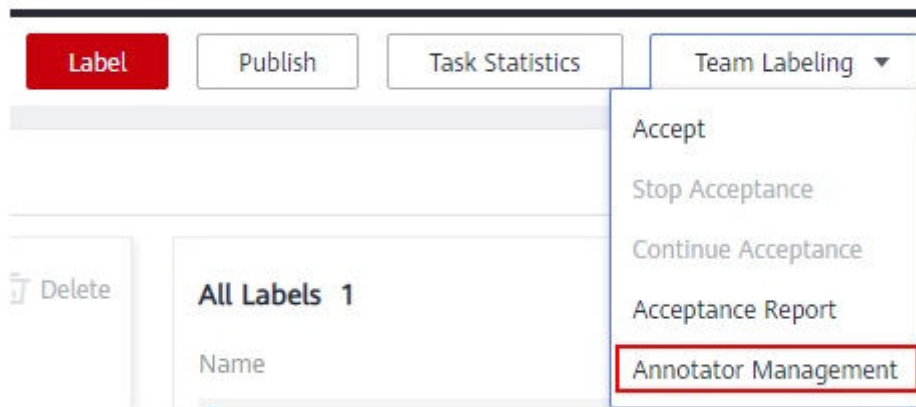 Label Publish Task Statistics Team Labeling
Accept
Stop Acceptance
Continue Acceptance
Delete
All Labels 1
Acceptance Report
Name
Annotator Management